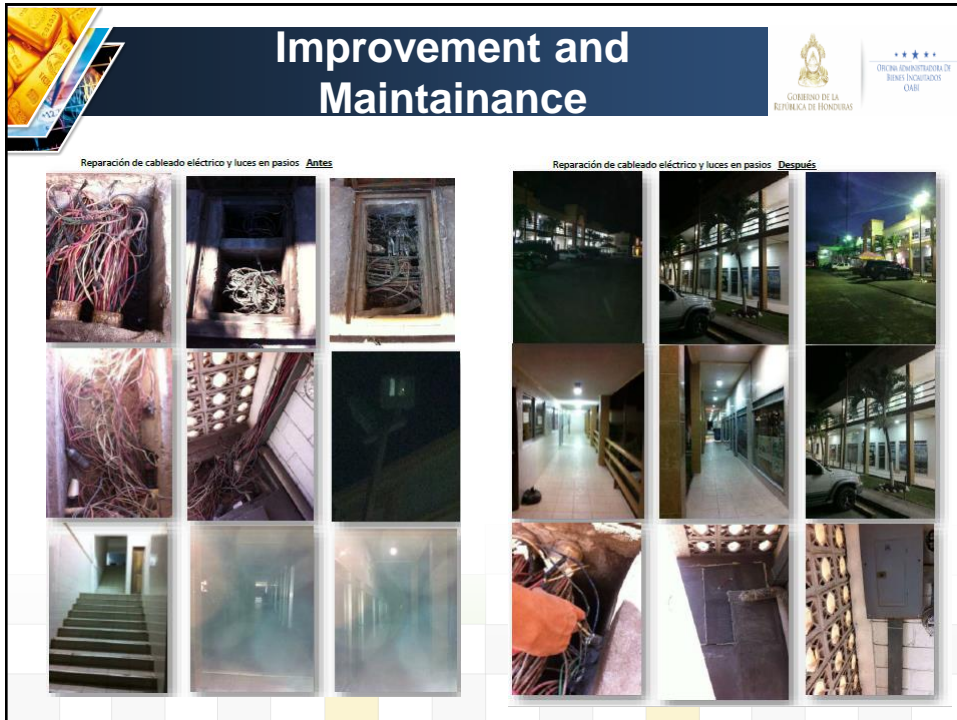 Improvement and
Maintainance
GOBIERNO DE LA
REPÚBLICA DE HONDURAS
OFICINA ADMINISTRADORA DE
BIENES INCAUTADOS
OABI
Reparación de cableado eléctrico y luces en pasios Antes
Reparación de cableado eléctrico y luces en pasios Después